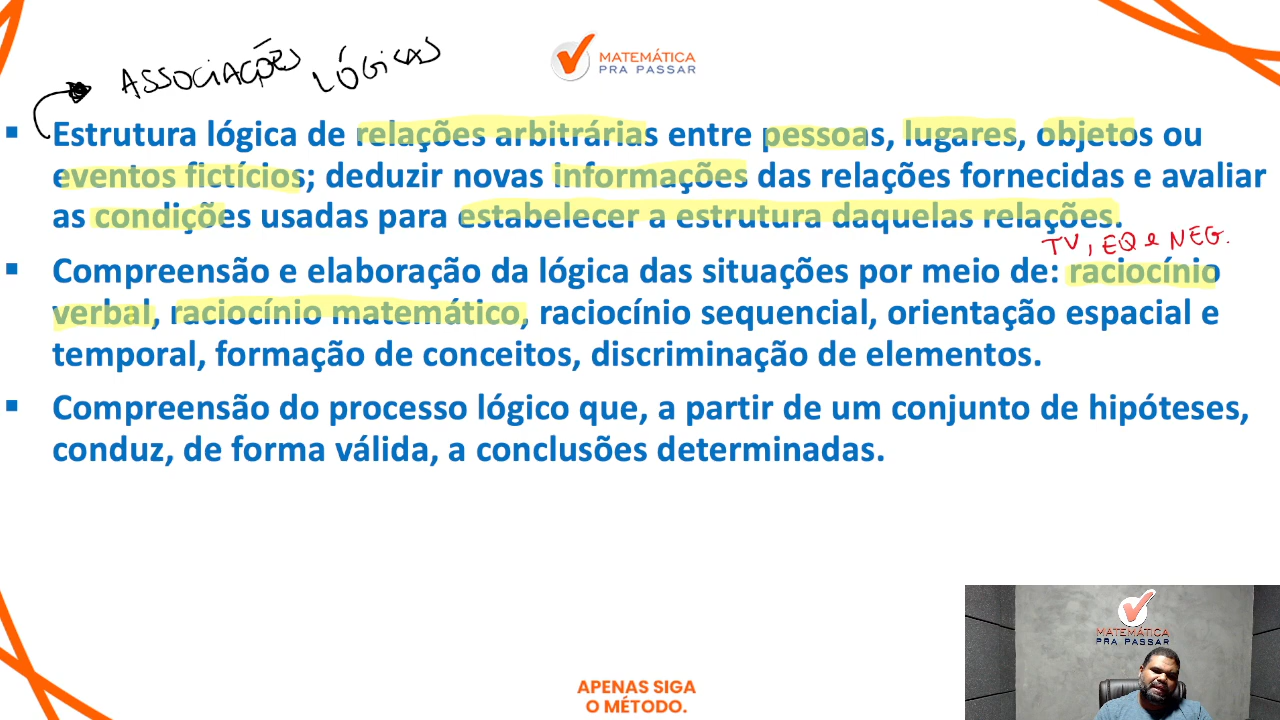 ASSOCIAÇÕES LÓGICAS
MATEMÁTICA
PRA PASSAR
▪ Estrutura lógica de relações arbitrárias entre pessoas, lugares, objetos ou
eventos fictícios; deduzir novas informações das relações fornecidas e avaliar
as condições usadas para estabelecer a estrutura daquelas relações.
TV, EQ e NEG.
▪ Compreensão e elaboração da lógica das situações por meio de: raciocínio
verbal, raciocínio matemático, raciocínio sequencial, orientação espacial e
temporal, formação de conceitos, discriminação de elementos.
▪ Compreensão do processo lógico que, a partir de um conjunto de hipóteses,
conduz, de forma válida, a conclusões determinadas.
MATEMÁTICA
PRA PASSAR
APENAS SIGA
O MÉTODO.